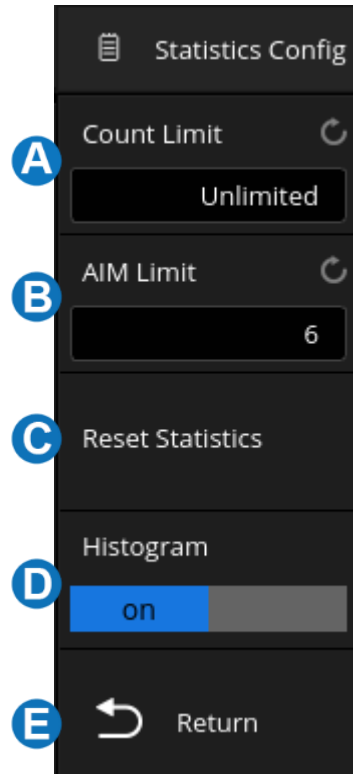 Statistics Config
A
Count Limit
Unlimited
B
AIM Limit
6
C
Reset Statistics
Histogram
D
on
E
Return